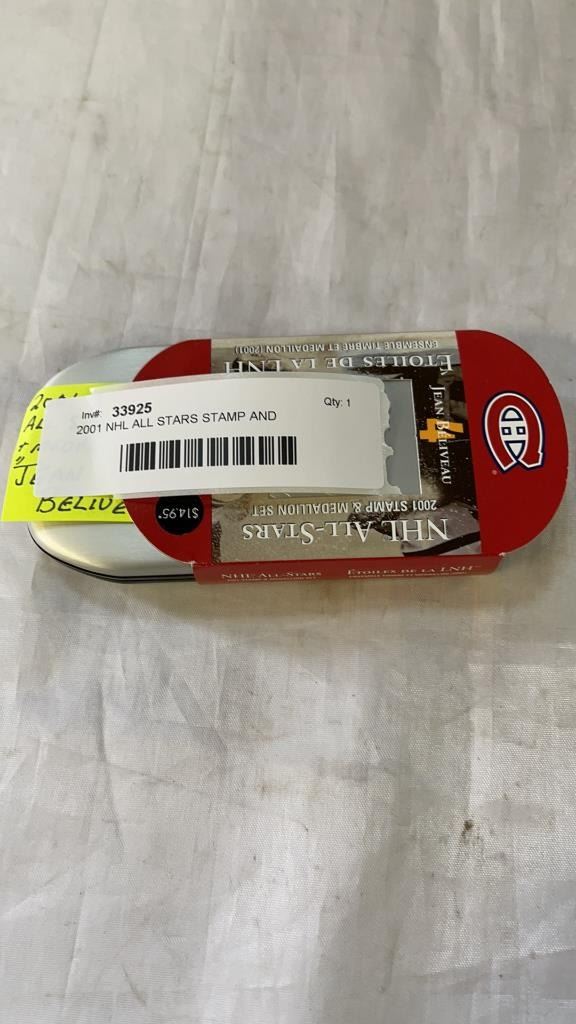 Inv#: 33925
Qty: 1
2001 NHL ALL STARS STAMP AND
BELIVE
$14.95*
NHL ALL-STARS
2001 STAMP & MEDALLION SET
4
JEAN BÉLIVEAU
ÉTOILES DE LA LNH
ENSEMBLE TIMBRE ET MÉDAILLON (2001)
NHL ALL-STARS
ÉTOILES DE LA LNH